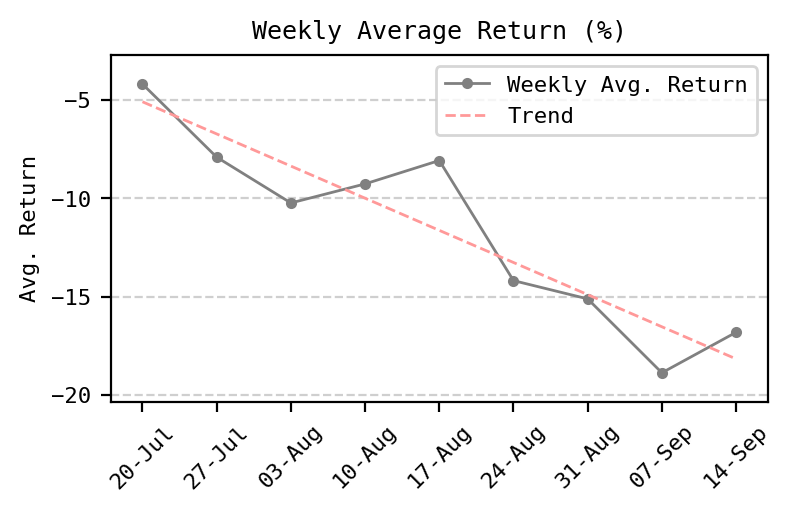 Weekly Average Return (%)
Weekly Avg. Return
Trend
Avg. Return
−5
−10
−15
−20
20-Jul
27-Jul
03-Aug
10-Aug
17-Aug
24-Aug
31-Aug
07-Sep
14-Sep